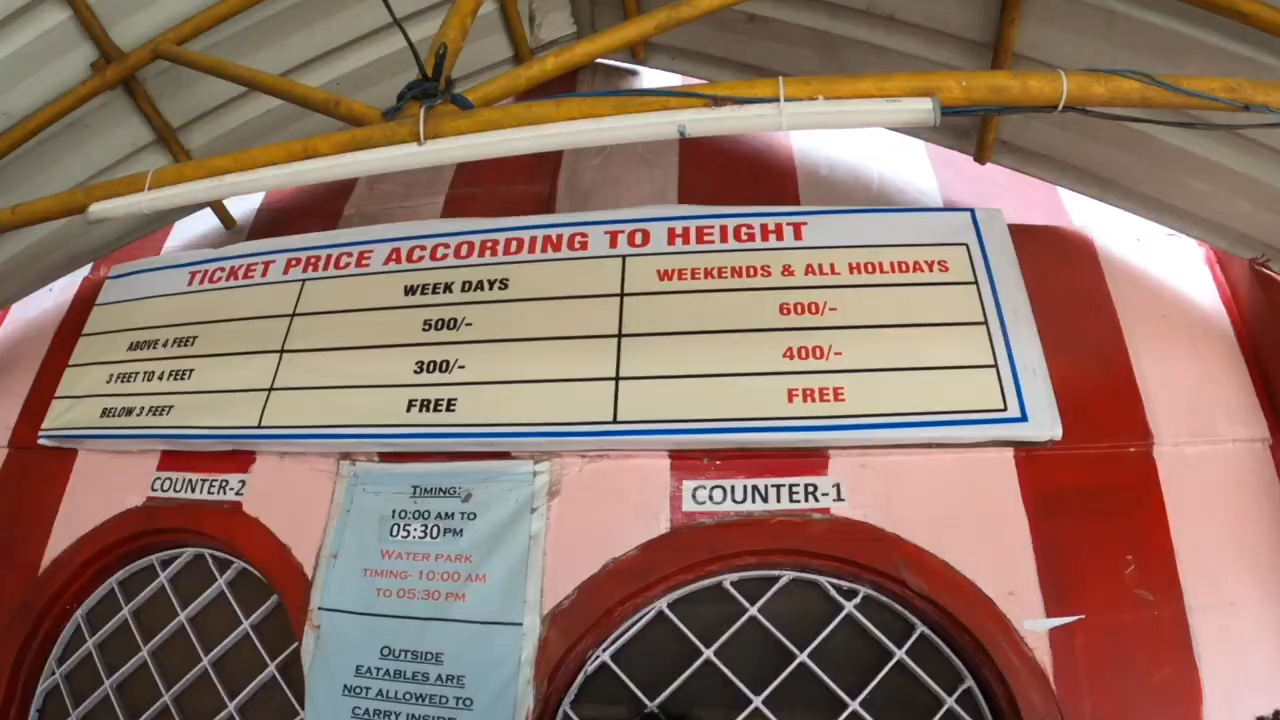 TICKET PRICE ACCORDING TO HEIGHT
WEEK DAYS
WEEKENDS & ALL HOLIDAYS
ABOVE 4 FEET
500/-
600/-
3 FEET TO 4 FEET
300/-
400/-
BELOW 3 FEET
FREE
FREE
COUNTER-2
COUNTER-1
TIMING:
10:00 AM TO
05:30 PM
WATER PARK
TIMING- 10:00 AM
TO 05:30 PM
OUTSIDE
EATABLES ARE
NOT ALLOWED TO
CARRY INSIDE